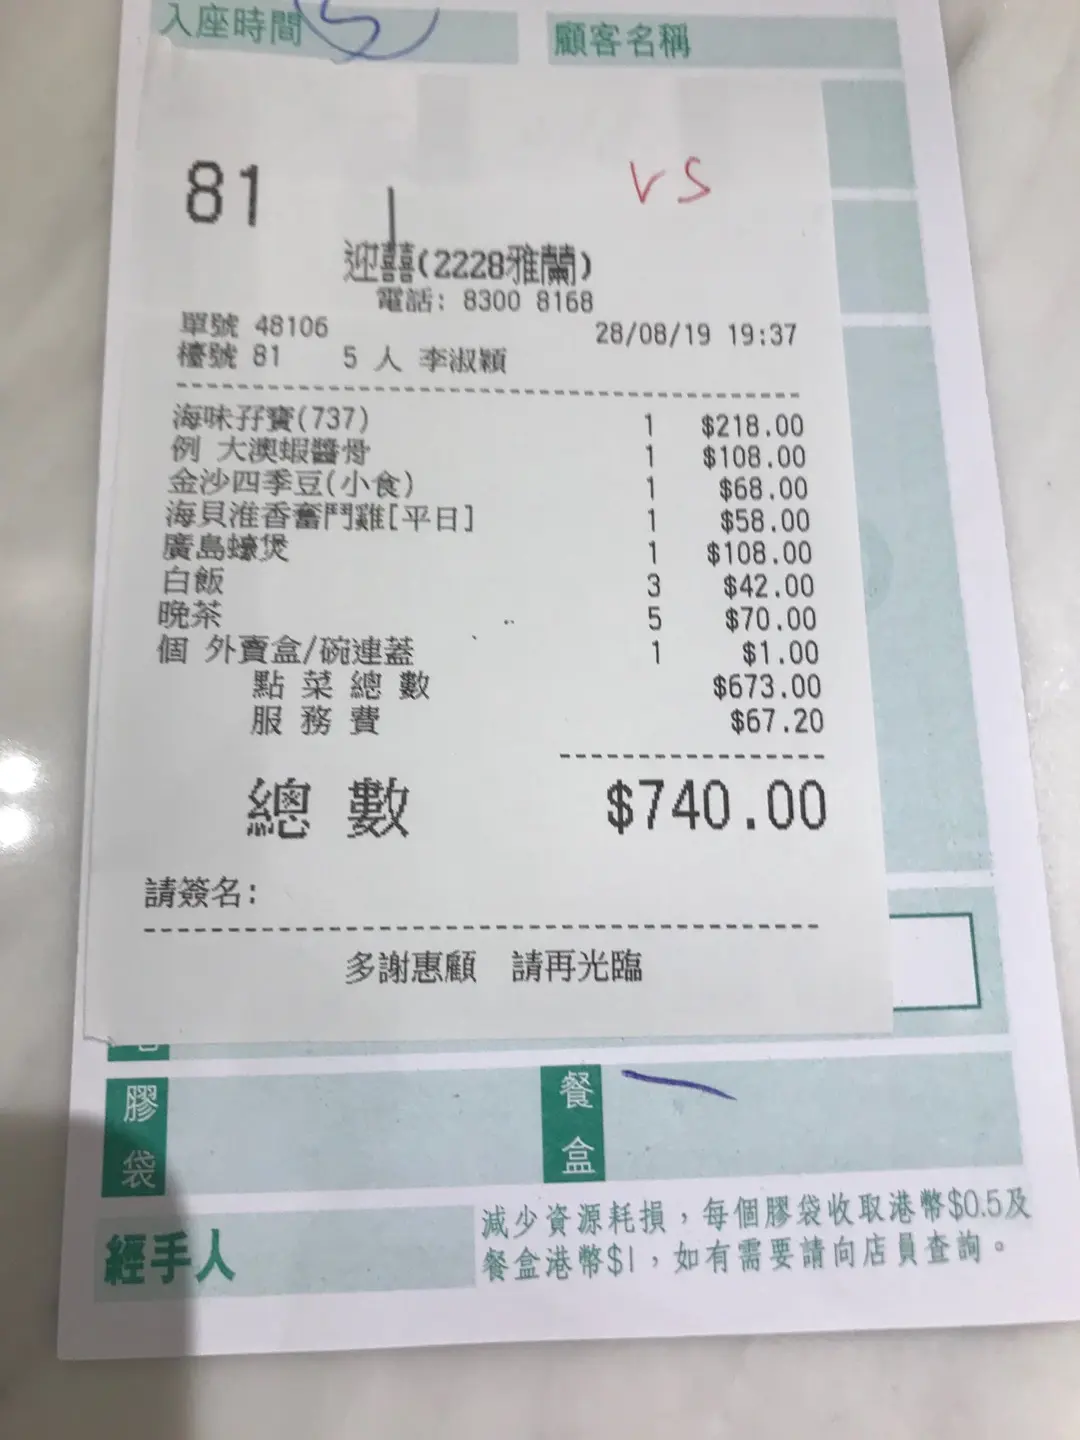 入座時間 顧客名稱
5
81 VS
迎囍(2228雅蘭)
電話: 8300 8168
單號 48106 28/08/19 19:37
檯號 81 5 人 李淑穎
海味孖寶(737) 1 $218.00
例 大澳蝦醬骨 1 $108.00
金沙四季豆(小食) 1 $68.00
海貝淮香奮鬥雞[平日] 1 $58.00
廣島蠔煲 1 $108.00
白飯 3 $42.00
晚茶 5 $70.00
個 外賣盒/碗連蓋 1 $1.00
點菜總數 $673.00
服務費 $67.20
總數 $740.00
請簽名:
多謝惠顧 請再光臨
膠袋 餐盒
經手人
減少資源耗損，每個膠袋收取港幣$0.5及
餐盒港幣$1，如有需要請向店員查詢。